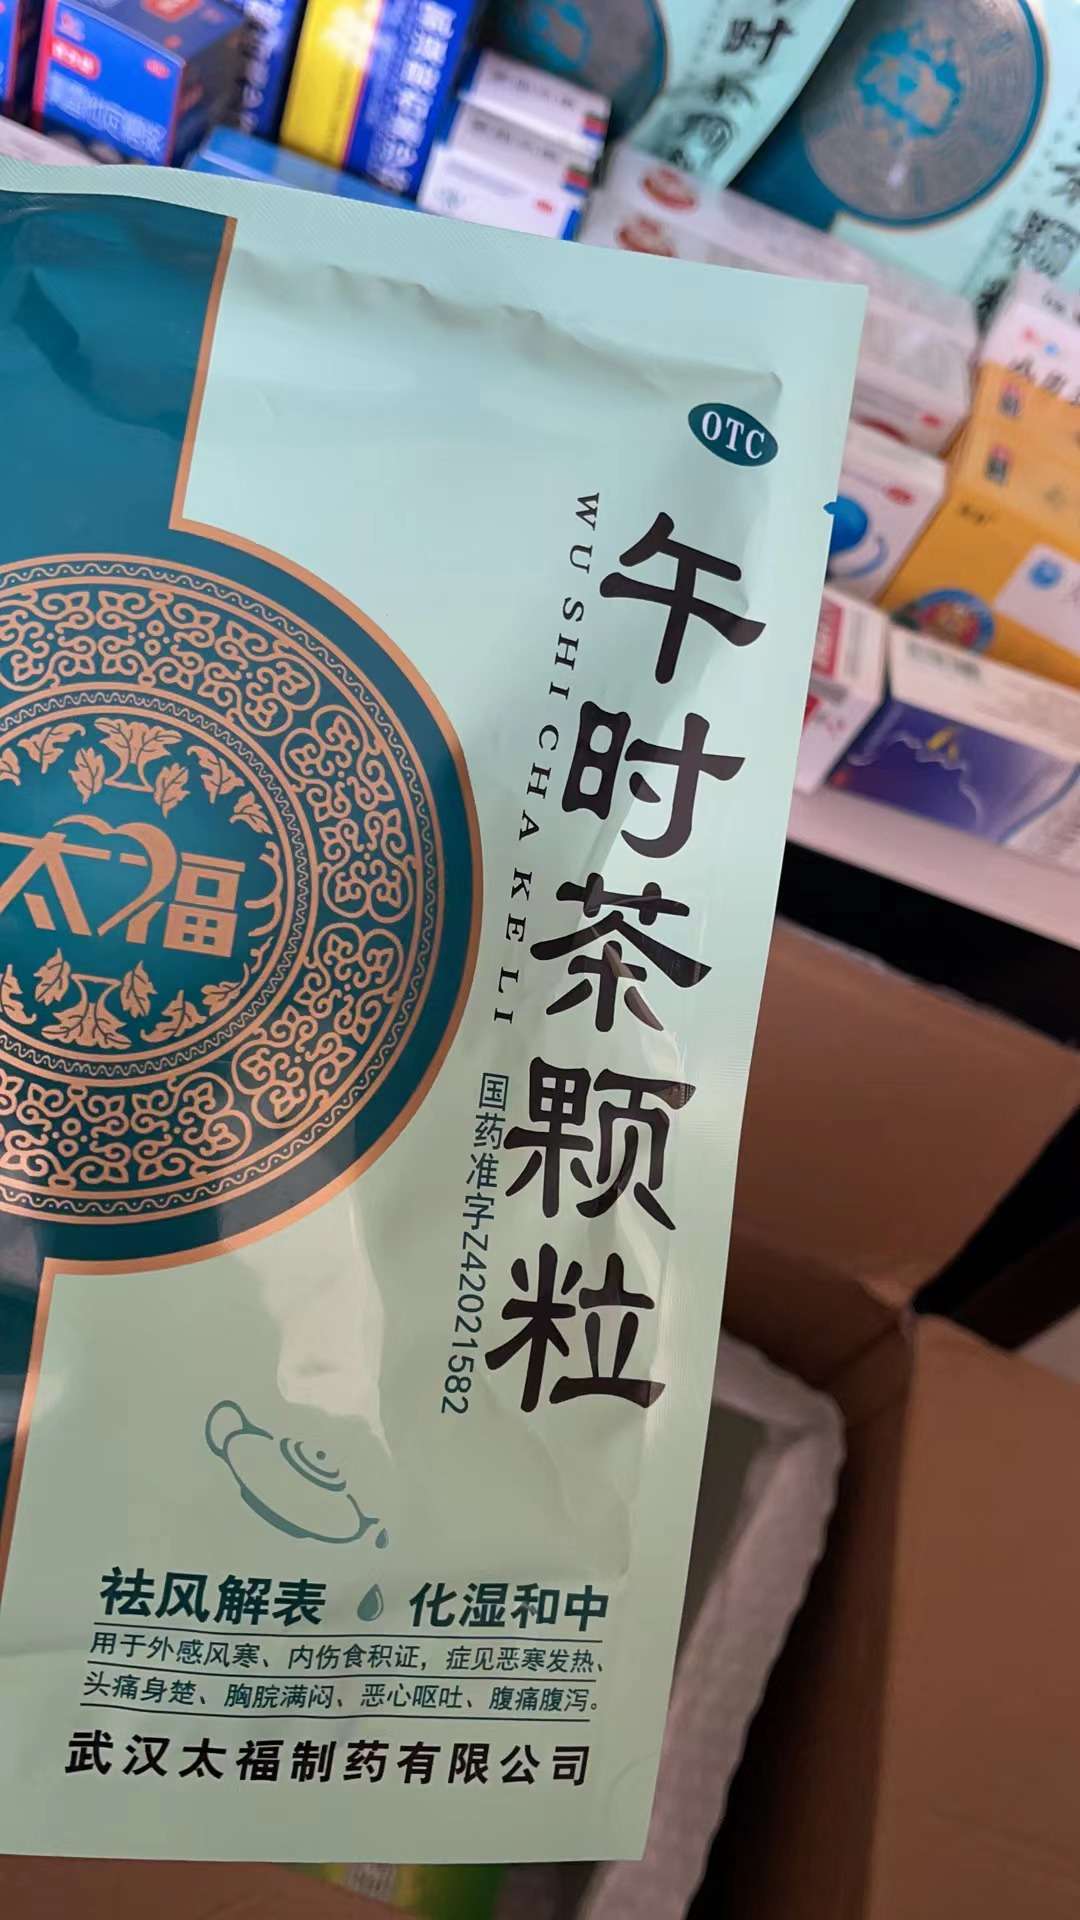 OTC
午时茶颗粒
WU SHI CHA KE LI
国药准字Z42021582
太福
祛风解表 化湿和中
用于外感风寒、内伤食积证，症见恶寒发热、
头痛身楚、胸脘满闷、恶心呕吐、腹痛腹泻。
武汉太福制药有限公司